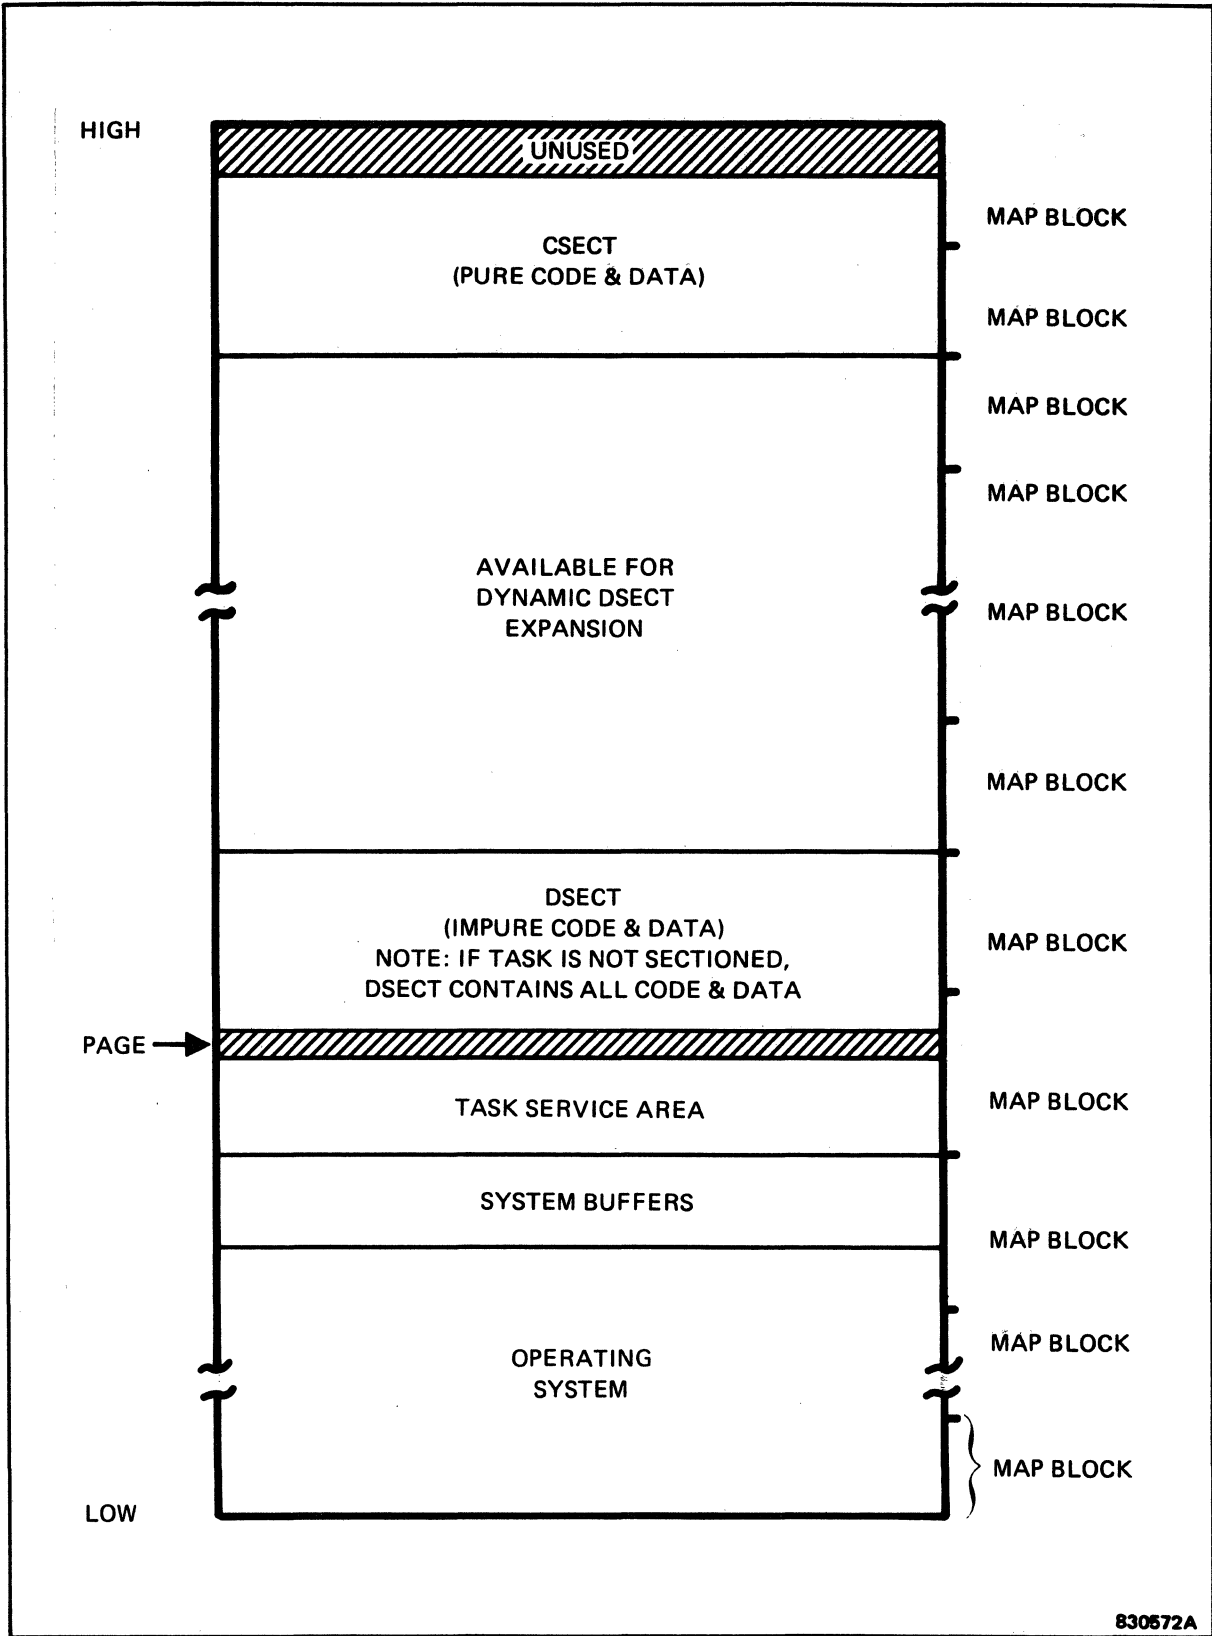 HIGH
UNUSED
MAP BLOCK
CSECT
(PURE CODE & DATA)
MAP BLOCK
MAP BLOCK
MAP BLOCK
AVAILABLE FOR
DYNAMIC DSECT
EXPANSION
MAP BLOCK
MAP BLOCK
DSECT
(IMPURE CODE & DATA)
NOTE: IF TASK IS NOT SECTIONED,
DSECT CONTAINS ALL CODE & DATA
MAP BLOCK
PAGE
TASK SERVICE AREA
MAP BLOCK
SYSTEM BUFFERS
MAP BLOCK
MAP BLOCK
OPERATING
SYSTEM
MAP BLOCK
LOW
830572A